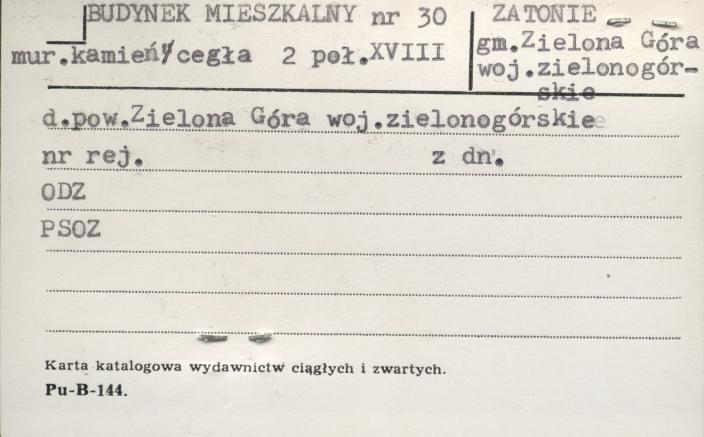 BUDYNEK MIESZKALNY nr 30
mur.kamień/cegła 2 poł.XVIII
ZATONIE
gm.Zielona Góra
woj.zielonogór-
skie
d.pow.Zielona Góra woj.zielonogórskie
nr rej. z dn.
ODZ
PSOZ
Karta katalogowa wydawnictw ciągłych i zwartych.
Pu-B-144.